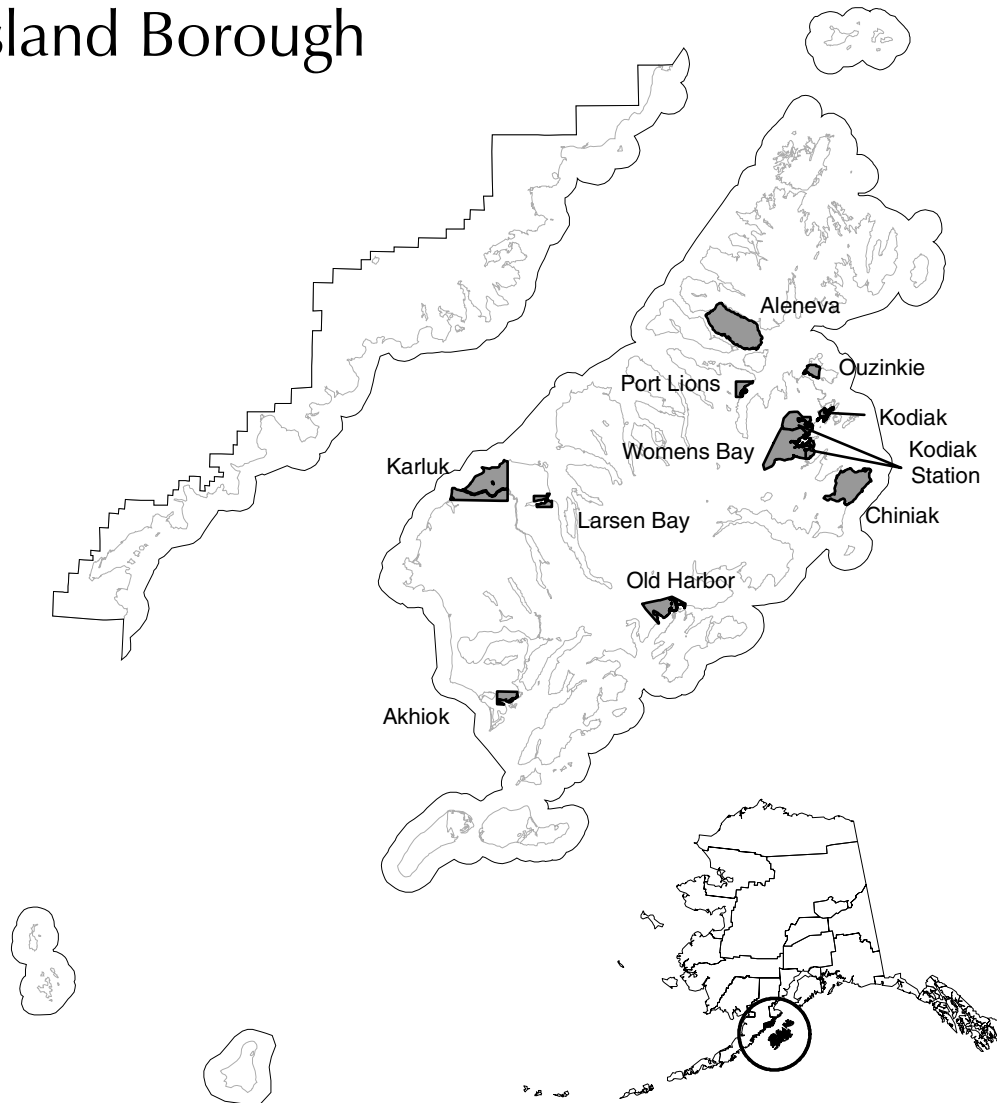 sland Borough
Aleneva
Ouzinkie
Port Lions
Kodiak
Womens Bay
Kodiak
Station
Karluk
Larsen Bay
Chiniak
Old Harbor
Akhiok